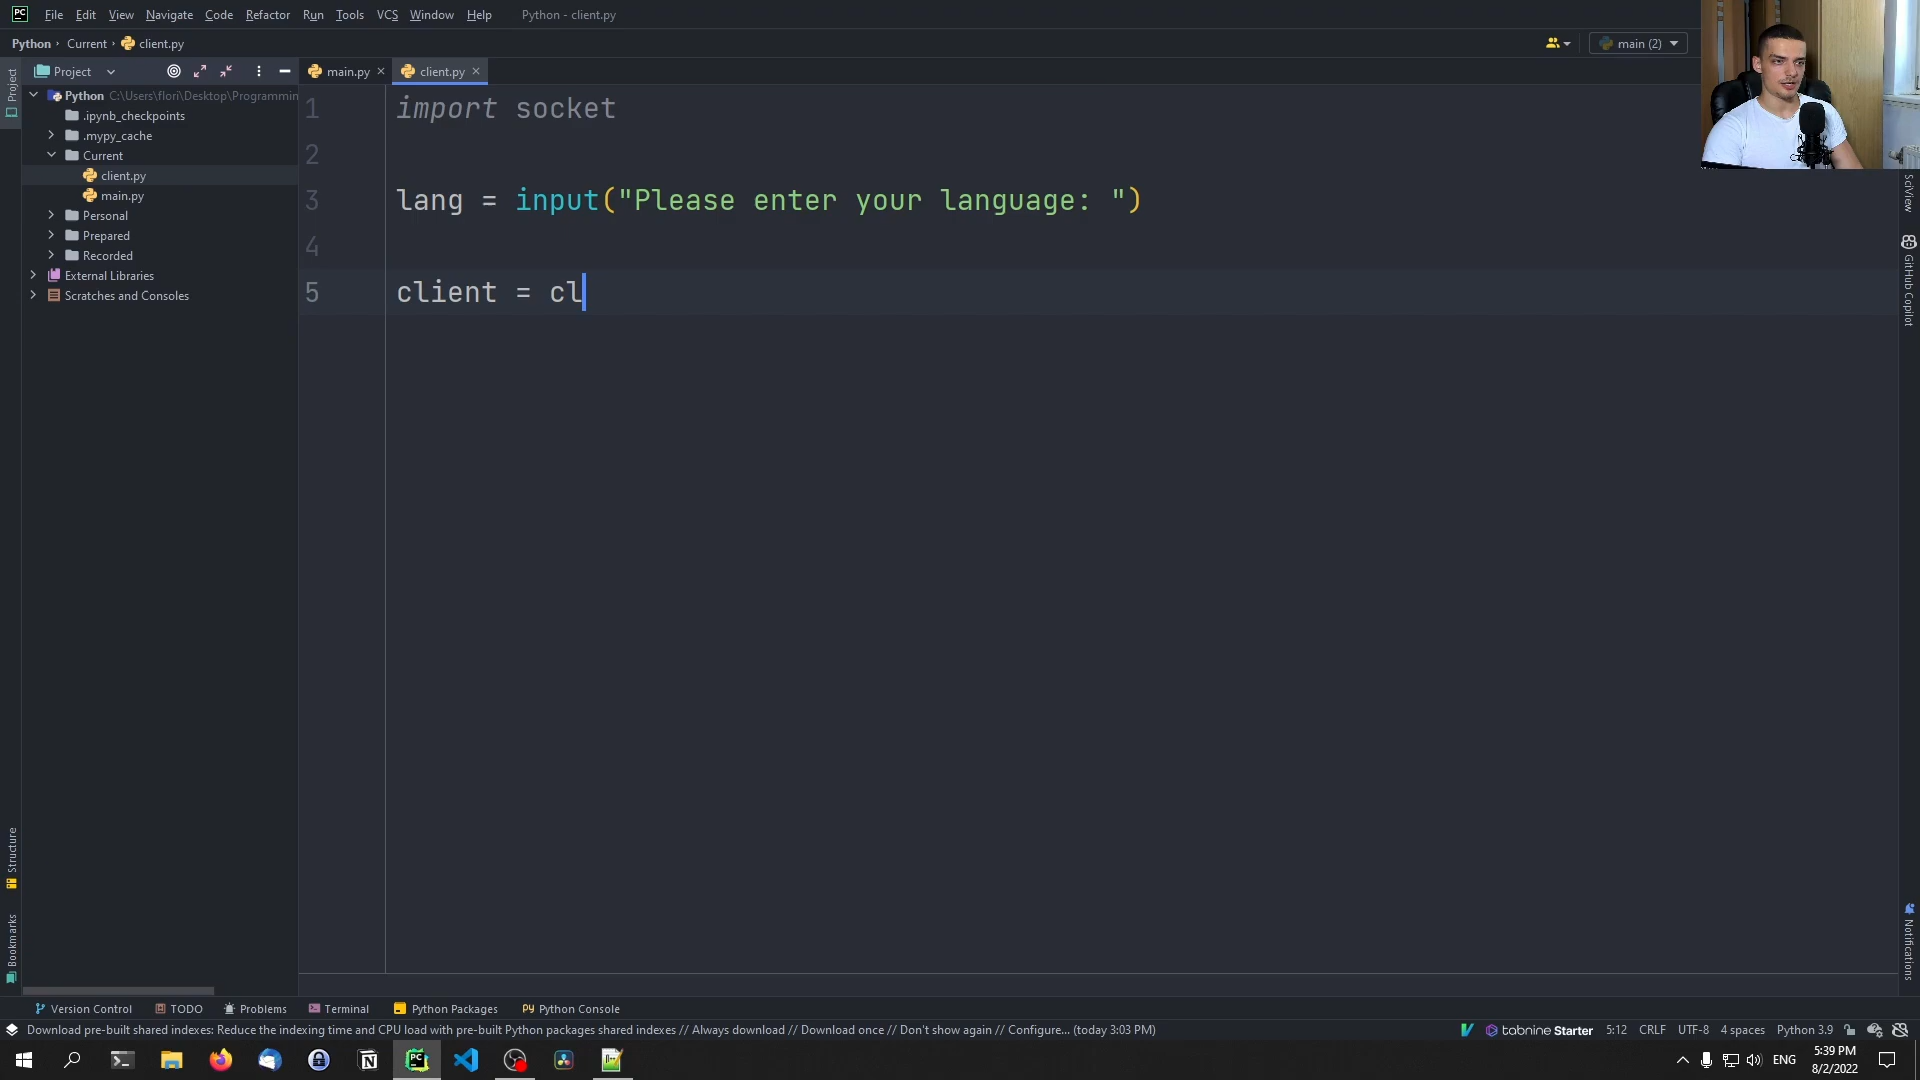 PC File Edit View Navigate Code Refactor Run Tools VCS Window Help Python - client.py
Python › Current › client.py
main (2)
Project
main.py
client.py
Python C:\Users\flori\Desktop\Programmin
.ipynb_checkpoints
.mypy_cache
Current
client.py
main.py
Personal
Prepared
Recorded
External Libraries
Scratches and Consoles
Project
Structure
Bookmarks
1 import socket
2
3 lang = input("Please enter your language: ")
4
5 client = cl
SciView
GitHub Copilot
Notifications
Version Control TODO Problems Terminal Python Packages Python Console
Download pre-built shared indexes: Reduce the indexing time and CPU load with pre-built Python packages shared indexes // Always download // Download once // Don't show again // Configure... (today 3:03 PM)
tabnine Starter 5:12 CRLF UTF-8 4 spaces Python 3.9
ENG
5:39 PM
8/2/2022